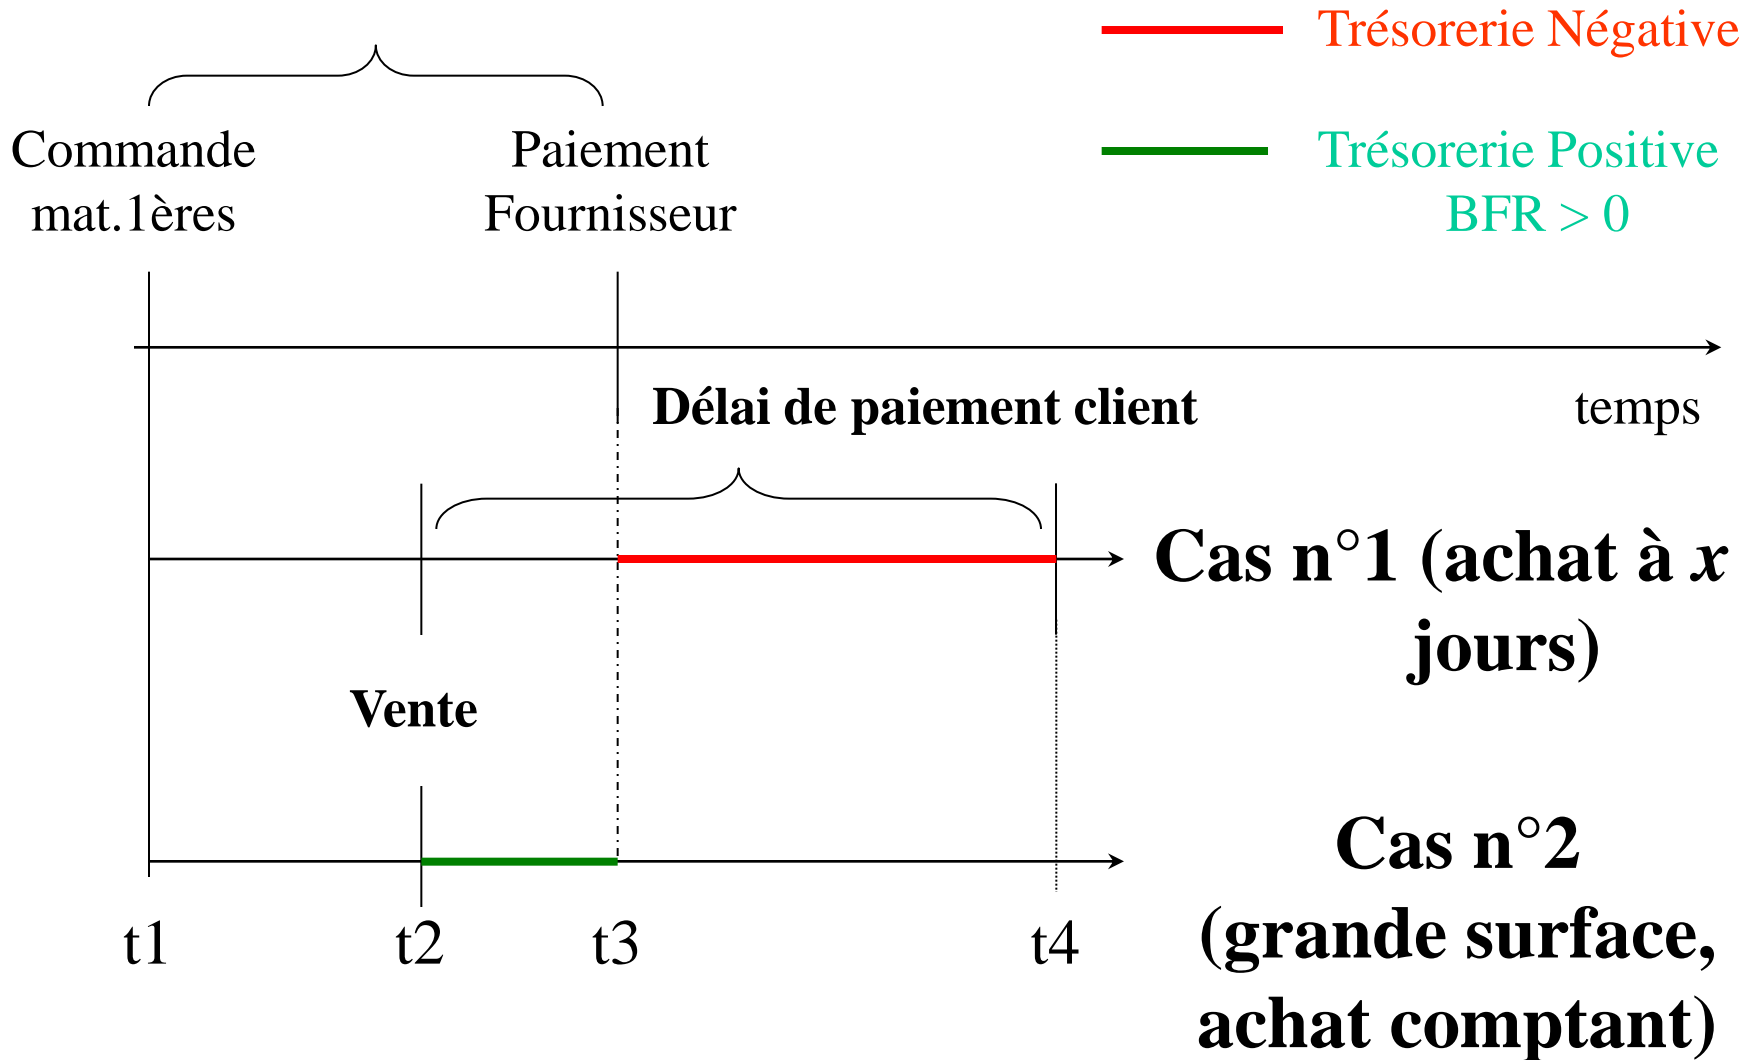 Trésorerie Négative
Commande
mat.1ères
Paiement
Fournisseur
Trésorerie Positive
BFR > 0
Délai de paiement client
temps
Cas n°1 (achat à x
jours)
Vente
Cas n°2
(grande surface,
achat comptant)
t1
t2
t3
t4